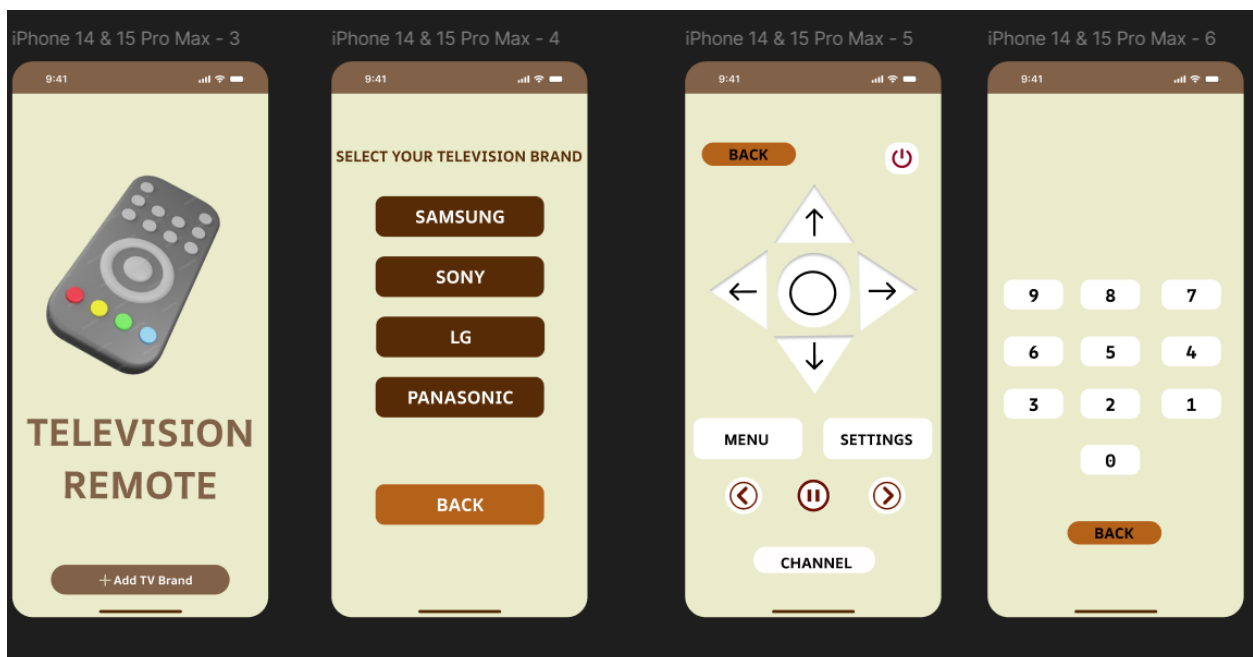 iPhone 14 & 15 Pro Max - 3
9:41
TELEVISION
REMOTE
+ Add TV Brand
iPhone 14 & 15 Pro Max - 4
9:41
SELECT YOUR TELEVISION BRAND
SAMSUNG
SONY
LG
PANASONIC
BACK
iPhone 14 & 15 Pro Max - 5
9:41
BACK
MENU
SETTINGS
CHANNEL
iPhone 14 & 15 Pro Max - 6
9:41
9 8 7
6 5 4
3 2 1
0
BACK